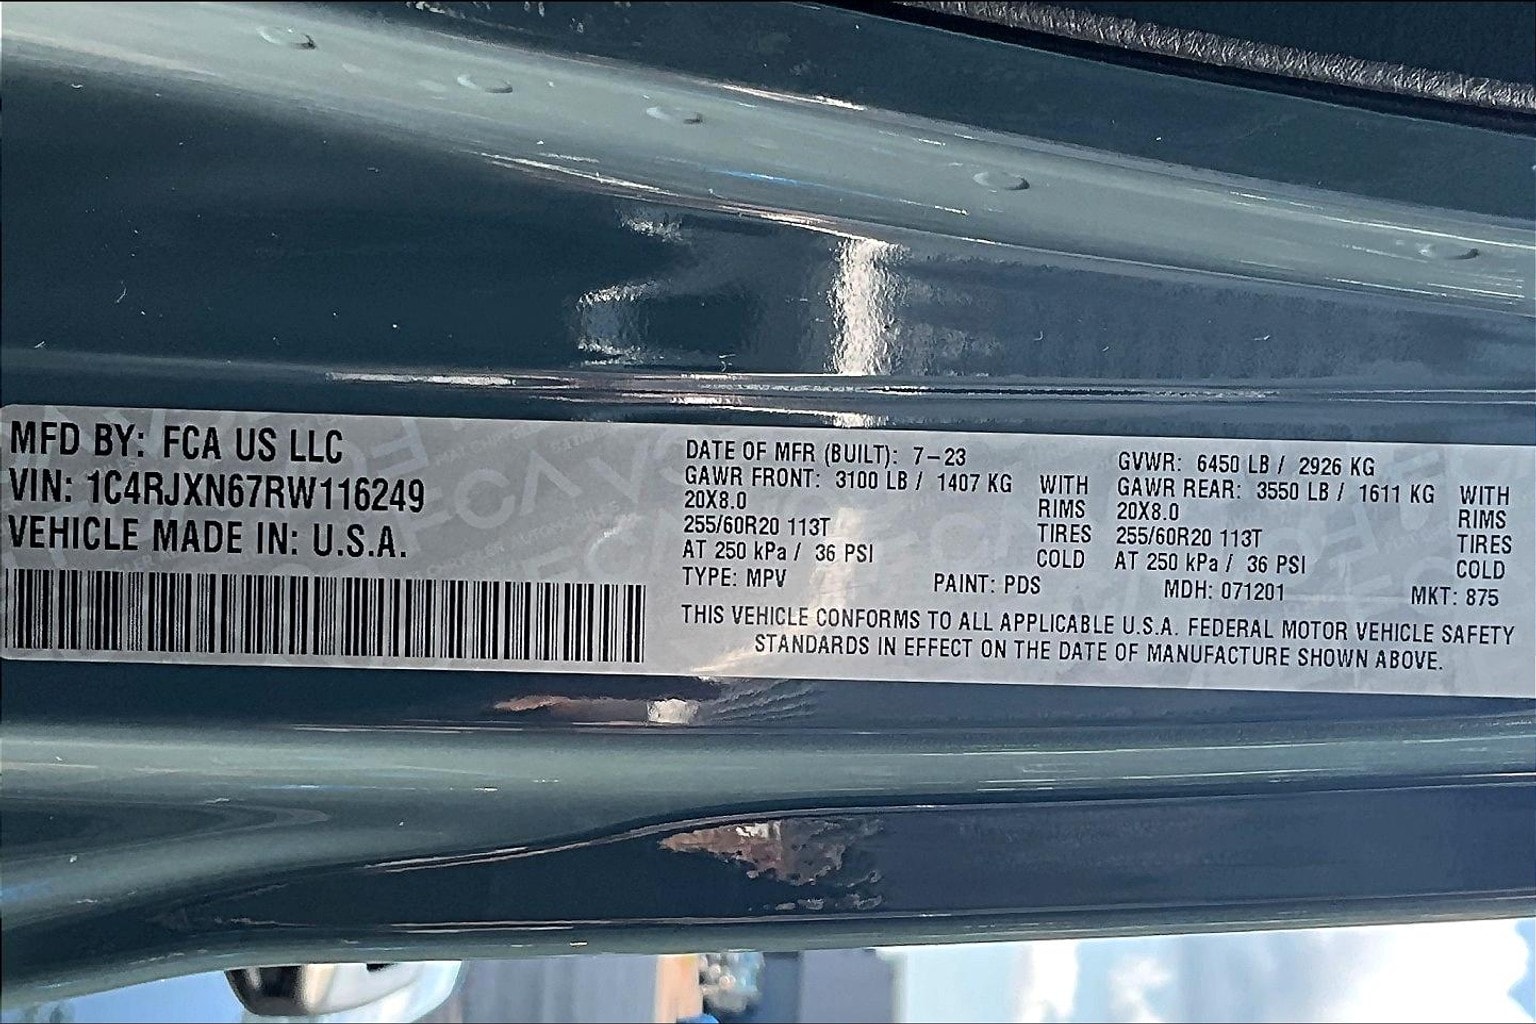 MFD BY: FCA US LLC
VIN: 1C4RJXN67RW116249
VEHICLE MADE IN: U.S.A.
DATE OF MFR (BUILT): 7-23
GAWR FRONT: 3100 LB / 1407 KG WITH
20X8.0 RIMS
255/60R20 113T TIRES
AT 250 kPa / 36 PSI COLD
GVWR: 6450 LB / 2926 KG
GAWR REAR: 3550 LB / 1611 KG WITH
20X8.0 RIMS
255/60R20 113T TIRES
AT 250 kPa / 36 PSI COLD
TYPE: MPV PAINT: PDS MDH: 071201 MKT: 875
THIS VEHICLE CONFORMS TO ALL APPLICABLE U.S.A. FEDERAL MOTOR VEHICLE SAFETY
STANDARDS IN EFFECT ON THE DATE OF MANUFACTURE SHOWN ABOVE.